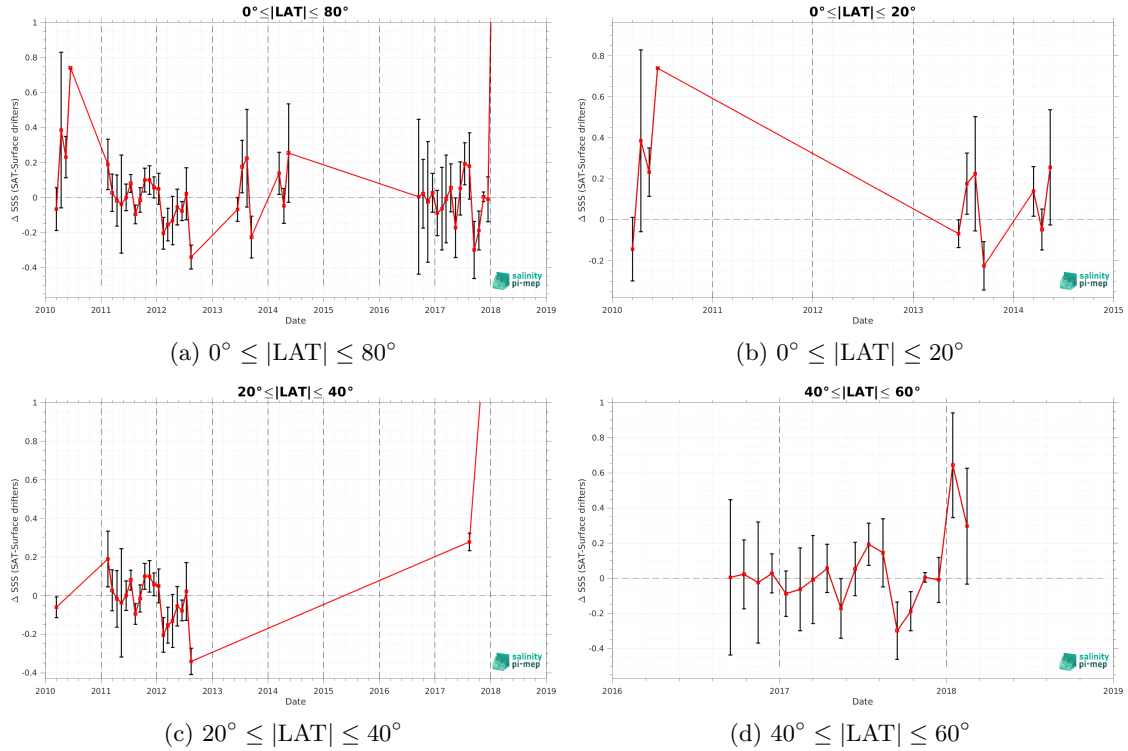 0°≤|LAT|≤ 80°
Δ SSS (SAT-Surface drifters)
1
0.8
0.6
0.4
0.2
0
-0.2
-0.4
2010 2011 2012 2013 2014 2015 2016 2017 2018 2019
Date
salinity
pi-mep
(a) 0° ≤ |LAT| ≤ 80°
0°≤|LAT|≤ 20°
Δ SSS (SAT-Surface drifters)
0.8
0.6
0.4
0.2
0
-0.2
2010 2011 2012 2013 2014 2015
Date
salinity
pi-mep
(b) 0° ≤ |LAT| ≤ 20°
20°≤|LAT|≤ 40°
Δ SSS (SAT-Surface drifters)
1
0.8
0.6
0.4
0.2
0
-0.2
-0.4
2010 2011 2012 2013 2014 2015 2016 2017 2018 2019
Date
salinity
pi-mep
(c) 20° ≤ |LAT| ≤ 40°
40°≤|LAT|≤ 60°
Δ SSS (SAT-Surface drifters)
1
0.8
0.6
0.4
0.2
0
-0.2
-0.4
2016 2017 2018 2019
Date
salinity
pi-mep
(d) 40° ≤ |LAT| ≤ 60°